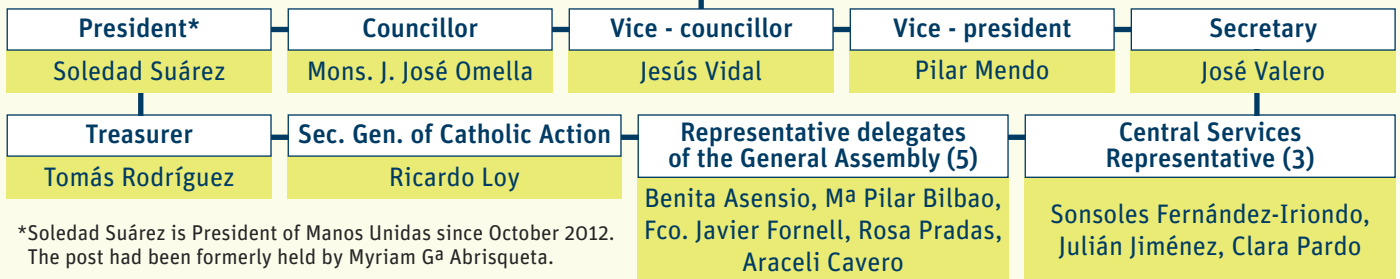 President*
Councillor
Vice - councillor
Vice - president
Secretary
Soledad Suárez
Mons. J. José Omella
Jesús Vidal
Pilar Mendo
José Valero
Treasurer
Sec. Gen. of Catholic Action
Representative delegates
of the General Assembly (5)
Central Services
Representative (3)
Tomás Rodríguez
Ricardo Loy
Benita Asensio, Mª Pilar Bilbao,
Fco. Javier Fornell, Rosa Pradas,
Araceli Cavero
Sonsoles Fernández-Iriondo,
Julián Jiménez, Clara Pardo
*Soledad Suárez is President of Manos Unidas since October 2012.
The post had been formerly held by Myriam Gª Abrisqueta.